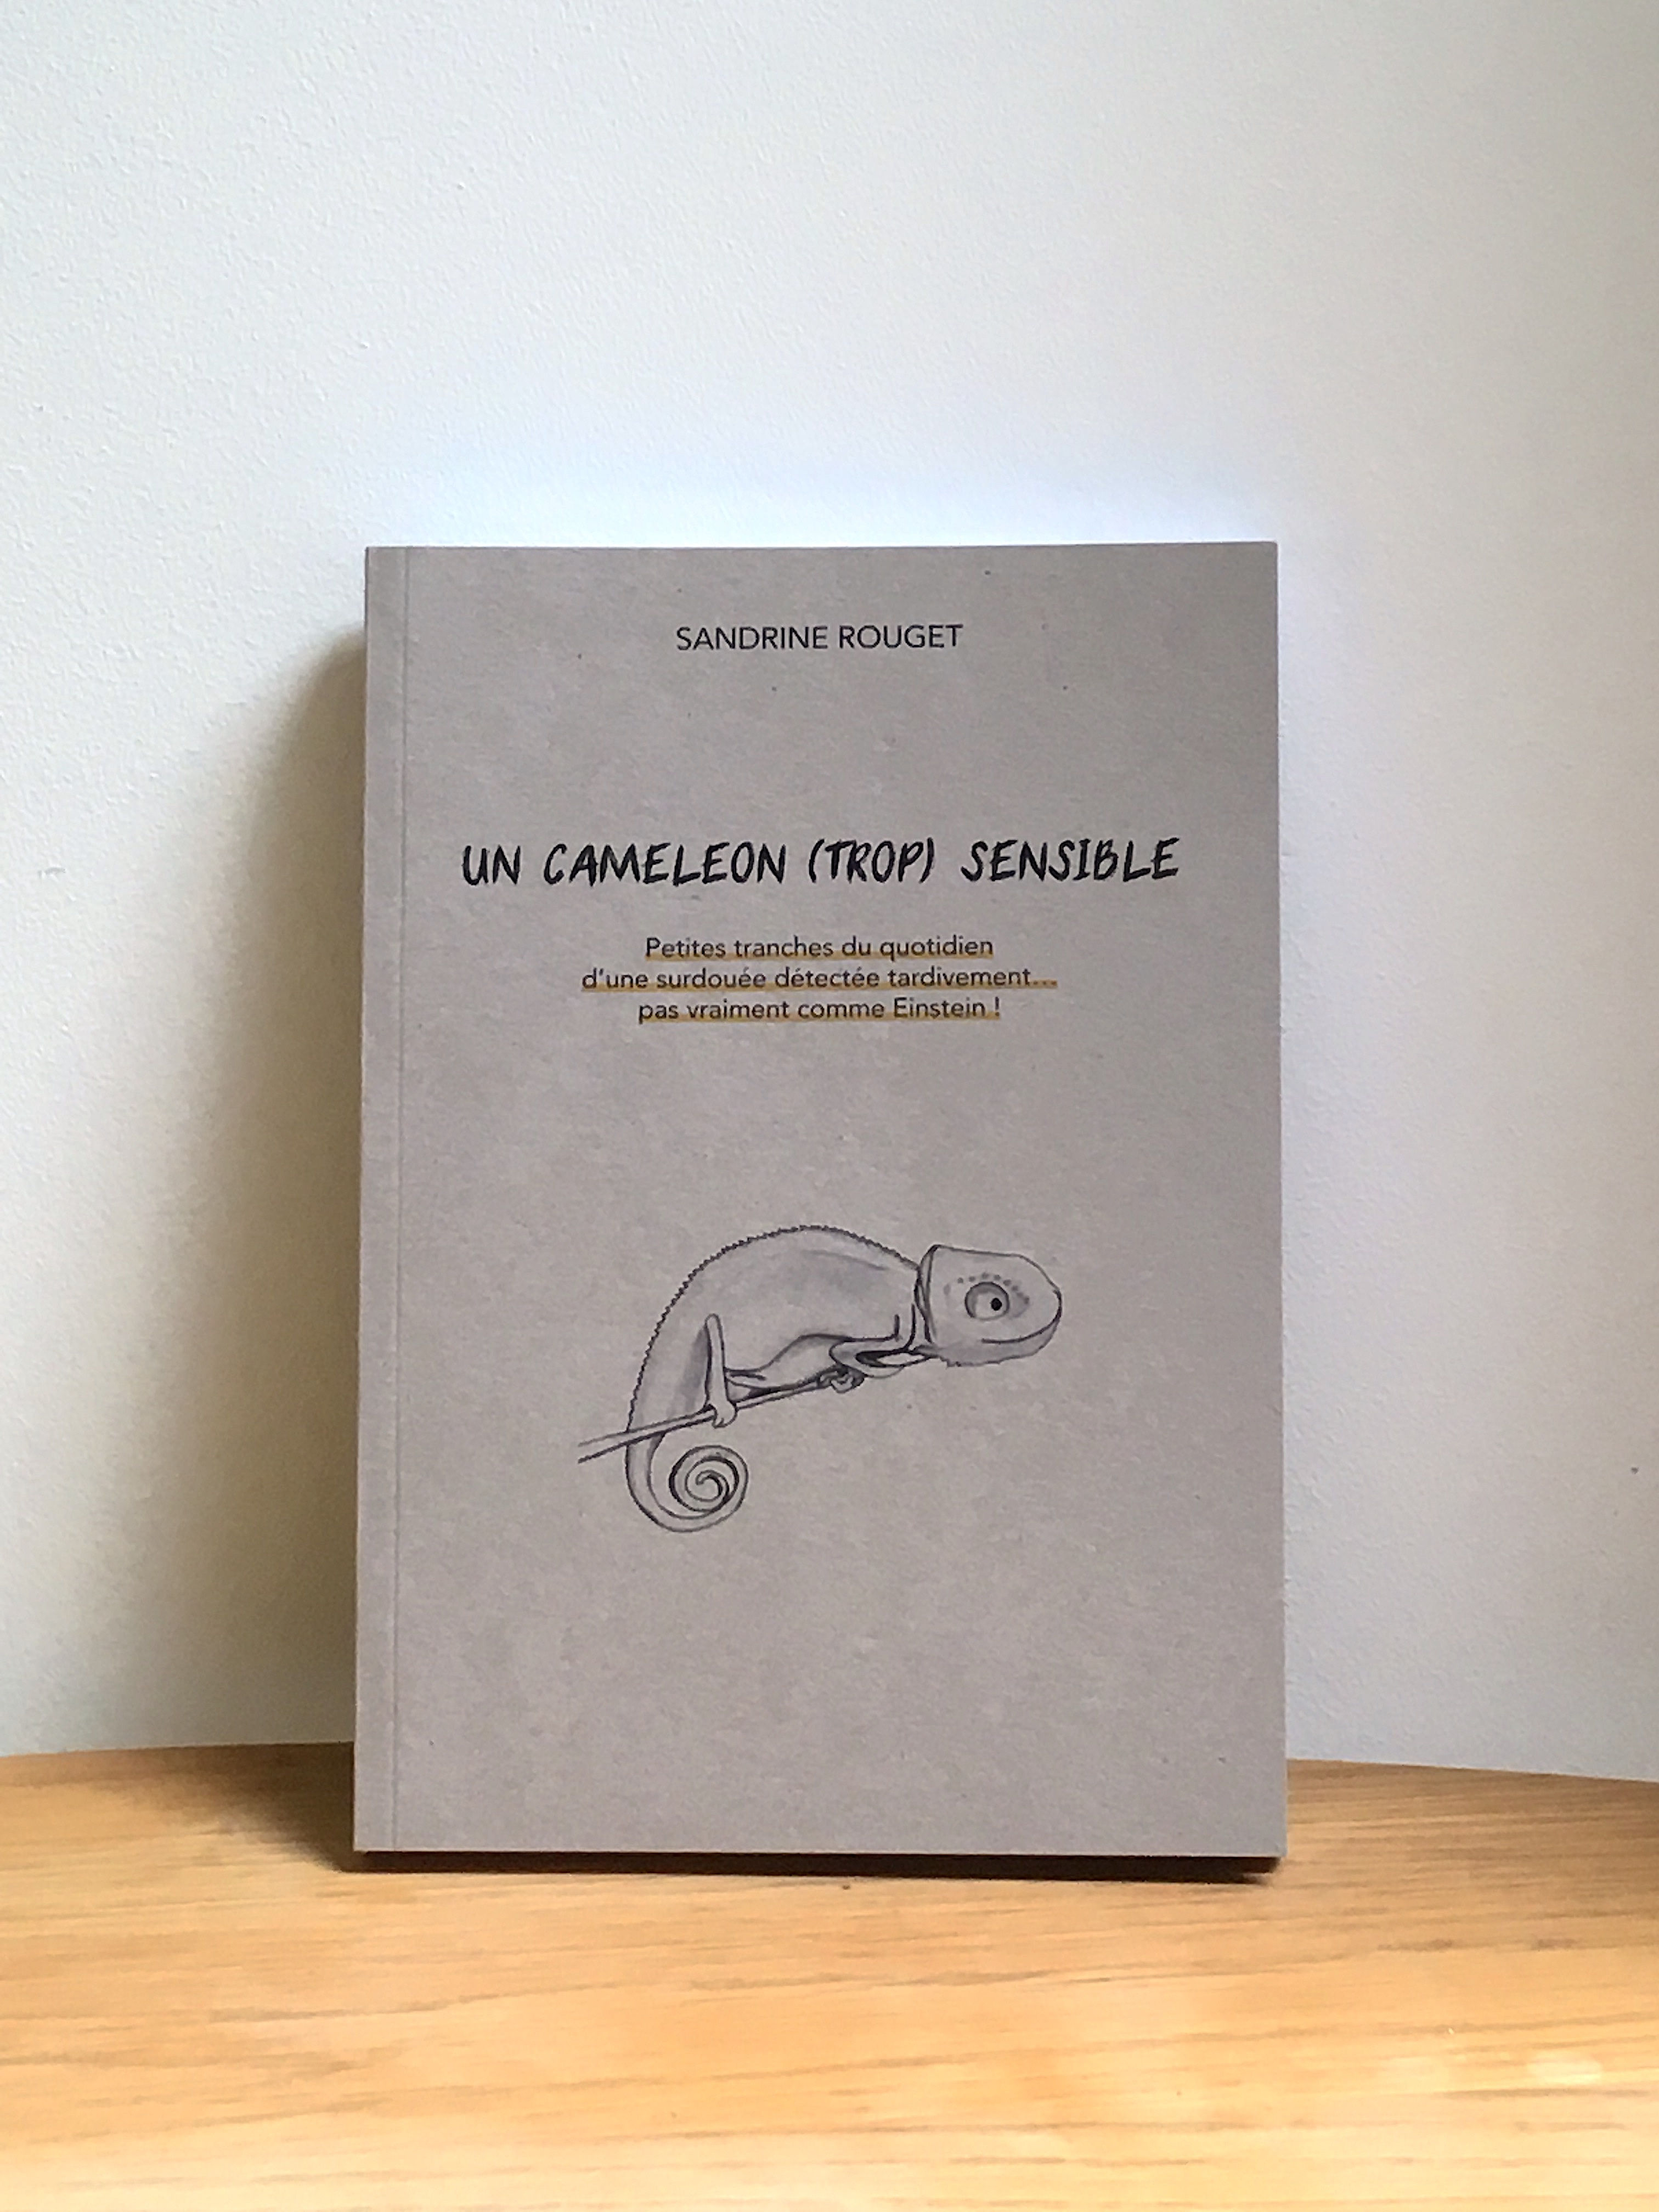 SANDRINE ROUGET
UN CAMELEON (TROP) SENSIBLE
Petites tranches du quotidien
d'une surdouée détectée tardivement...
pas vraiment comme Einstein !